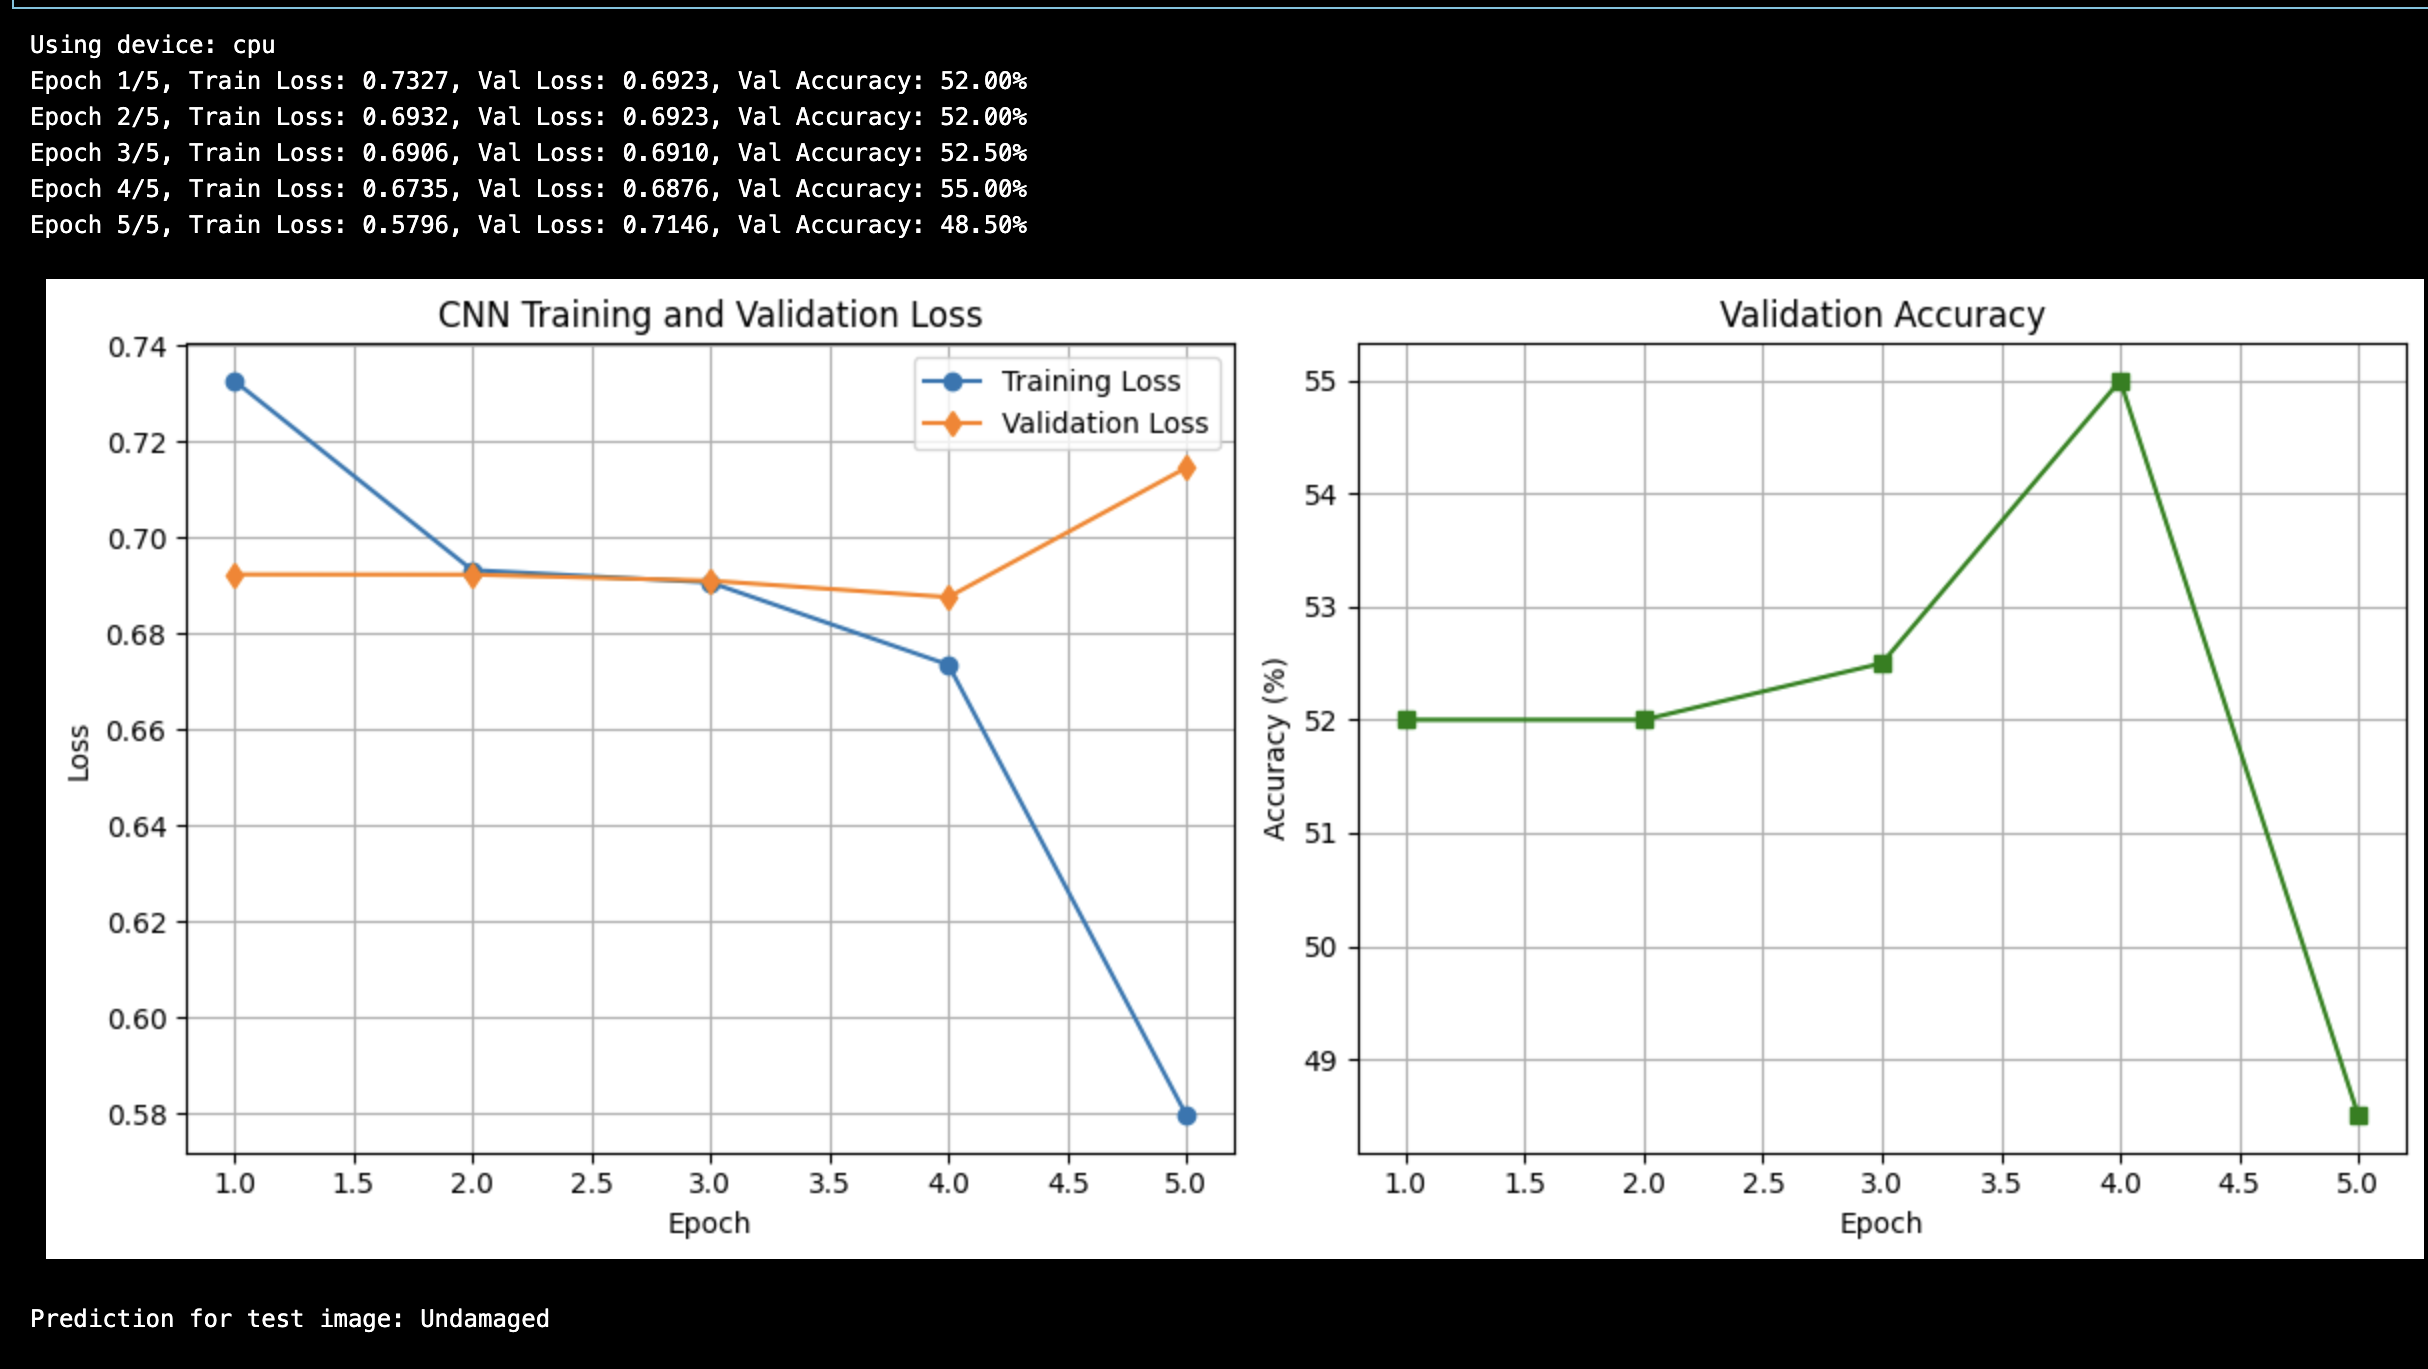 Using device: cpu
Epoch 1/5, Train Loss: 0.7327, Val Loss: 0.6923, Val Accuracy: 52.00%
Epoch 2/5, Train Loss: 0.6932, Val Loss: 0.6923, Val Accuracy: 52.00%
Epoch 3/5, Train Loss: 0.6906, Val Loss: 0.6910, Val Accuracy: 52.50%
Epoch 4/5, Train Loss: 0.6735, Val Loss: 0.6876, Val Accuracy: 55.00%
Epoch 5/5, Train Loss: 0.5796, Val Loss: 0.7146, Val Accuracy: 48.50%
CNN Training and Validation Loss
Training Loss
Validation Loss
0.74
0.72
0.70
0.68
0.66
0.64
0.62
0.60
0.58
Loss
1.0 1.5 2.0 2.5 3.0 3.5 4.0 4.5 5.0
Epoch
Validation Accuracy
55
54
53
52
51
50
49
Accuracy (%)
1.0 1.5 2.0 2.5 3.0 3.5 4.0 4.5 5.0
Epoch
Prediction for test image: Undamaged